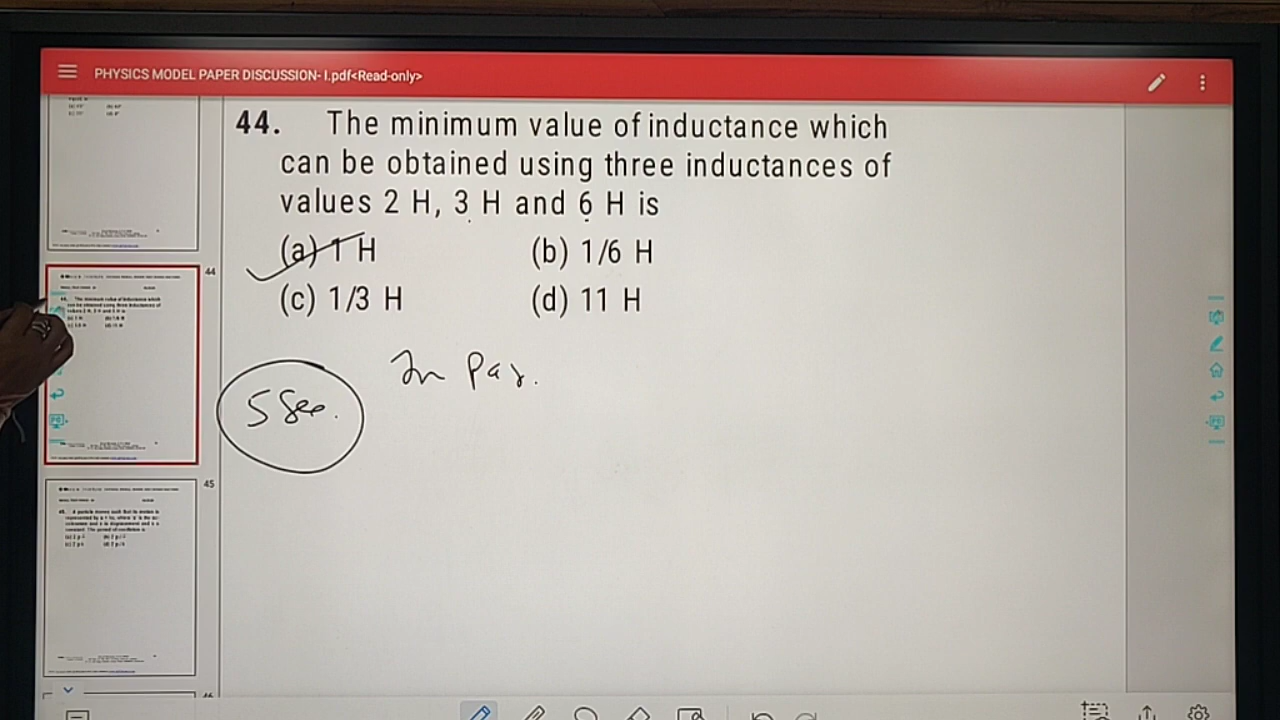 PHYSICS MODEL PAPER DISCUSSION- I.pdf<Read-only>
44. The minimum value of inductance which
can be obtained using three inductances of
values 2 H, 3 H and 6 H is
(a) 1 H (b) 1/6 H
(c) 1/3 H (d) 11 H
In Par.
5 Sec.
44
45